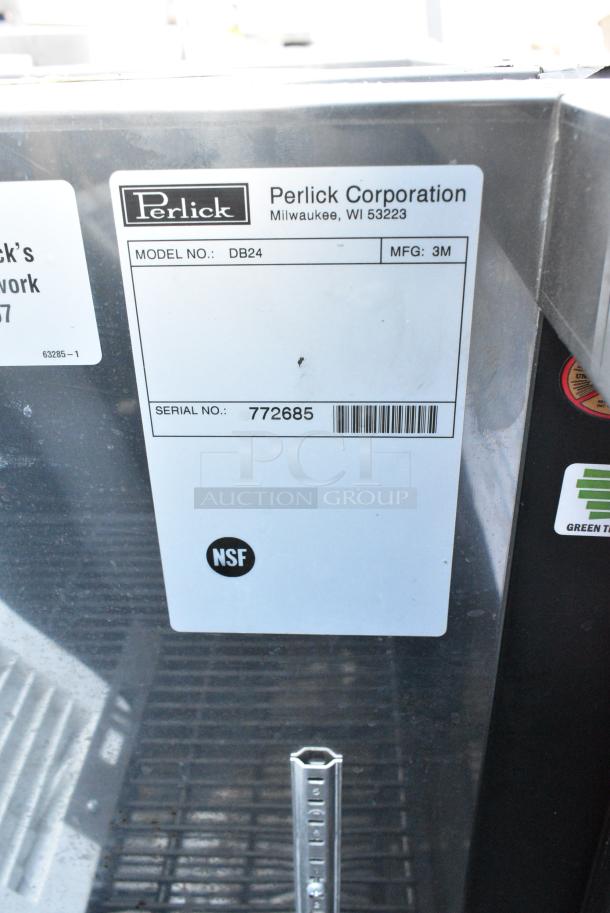 Perlick
Perlick Corporation
Milwaukee, WI 53223
MODEL NO.: DB24
MFG: 3M
SERIAL NO.: 772685
NSF
ck's
work
63285-1
PCI
AUCTION GROUP
GREEN